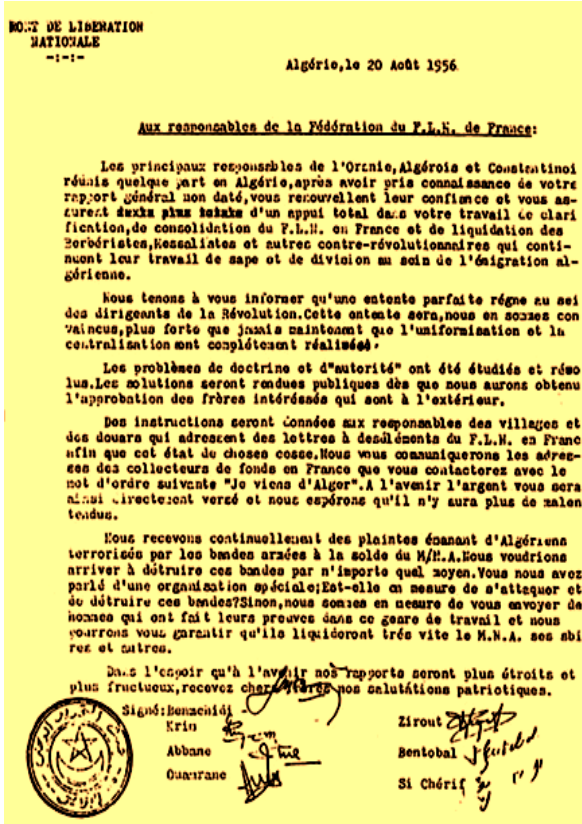 RONT DE LIBERATION
NATIONALE
-:-:-
Algérie,le 20 Août 1956
Aux responsables de la Fédération du F.L.N. de France:
Les principaux responsables de l'Oranie,Algérois et Constantinoi
réunis quelque part en Algérie,après avoir pris connaissance de votre
rapport général non daté,vous renouvellent leur confiance et vous as-
surent d'un appui total dans votre travail de clari
fication,de consolidation du F.L.N. en France et de liquidation des
Berbéristes,Messalistes et autres contre-révolutionnaires qui conti-
nuent leur travail de sape et de division au sein de l'émigration al-
gérienne.
Nous tenons à vous informer qu'une entente parfaite régne au sei
des dirigeants de la Révolution.Cette entente sera,nous en sommes con
vaincus,plus forte que jamais maintenant que l'uniformisation et la
centralisation sont complétement réalisées.
Les problèmes de doctrine et d"autorité" ont été étudiés et réso
lus.Les solutions seront rendues publiques dès que nous aurons obtenu
l'approbation des frères intéréssés qui sont à l'extérieur.
Des instructions seront données aux responsables des villages et
des douars qui adressent des lettres à des éléments du F.L.N. en Franc
afin que cet état de choses cesse.Nous vous communiquerons les adres-
ses des collecteurs de fonds en France que vous contacterez avec le
mot d'ordre suivante "Je viens d'Alger".A l'avenir l'argent vous sera
ainsi directement versé et nous espérons qu'il n'y aura plus de malen
tendus.
Nous recevons continuellement des plaintes émanant d'Algériens
terrorisés par les bandes armées à la solde du M/N.A.Nous voudrions
arriver à détruire ces bandes par n'importe quel moyen.Vous nous avez
parlé d'une organisation spéciale;Est-elle en mesure de s'attaquer et
de détruire ces bandes?Sinon,nous sommes en mesure de vous envoyer de
hommes qui ont fait leurs preuves dans ce genre de travail et nous
pourrons vous garantir qu'ils liquideront trés vite le M.N.A. ses sbi
res et autres.
Dans l'espoir qu'à l'avenir nos rapports seront plus étroits et
plus fructueux,recevez chers frères nos salutations patriotiques.
Signé:Benmehidi
Krim
Abbane
Ouamrane
Zirout
Bentobal
Si Chérif